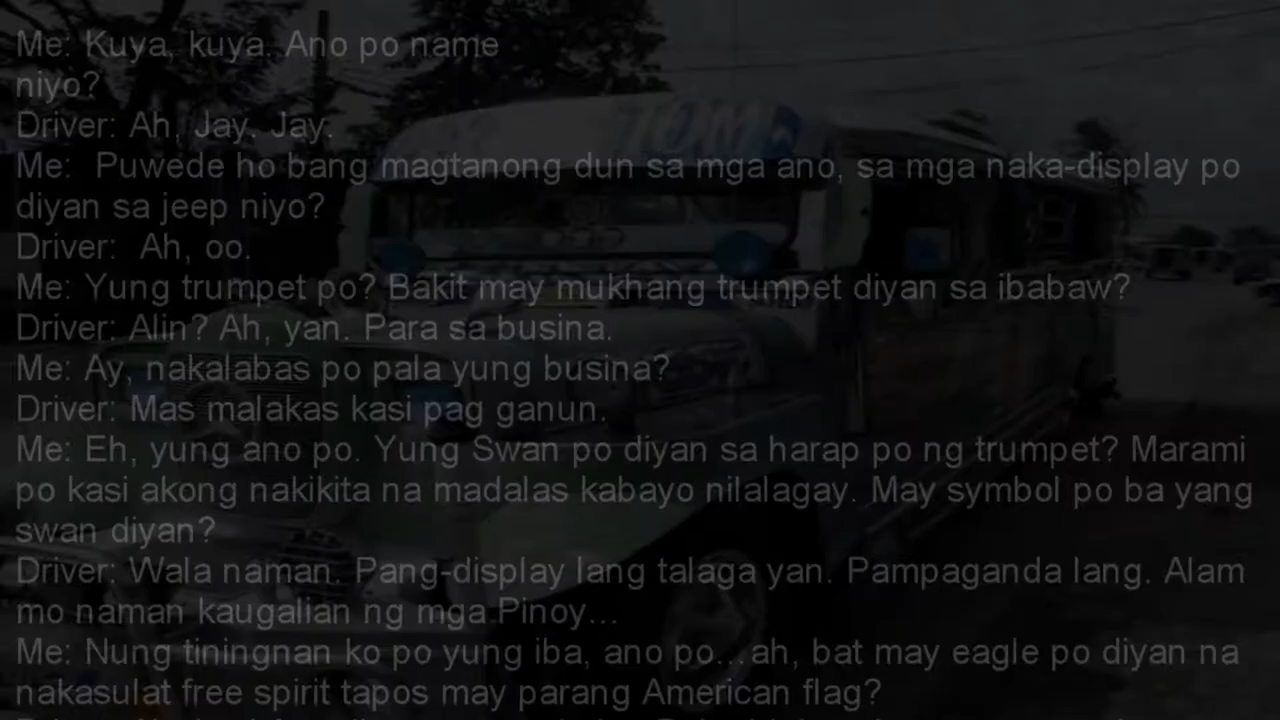 Me: Kuya, kuya. Ano po name
niyo?
Driver: Ah, Jay. Jay.
Me:  Puwede ho bang magtanong dun sa mga ano, sa mga naka-display po
diyan sa jeep niyo?
Driver:  Ah, oo.
Me: Yung trumpet po? Bakit may mukhang trumpet diyan sa ibabaw?
Driver: Alin? Ah, yan. Para sa busina.
Me: Ay, nakalabas po pala yung busina?
Driver: Mas malakas kasi pag ganun.
Me: Eh, yung ano po. Yung Swan po diyan sa harap po ng trumpet? Marami
po kasi akong nakikita na madalas kabayo nilalagay. May symbol po ba yang
swan diyan?
Driver: Wala naman. Pang-display lang talaga yan. Pampaganda lang. Alam
mo naman kaugalian ng mga Pinoy...
Me: Nung tiningnan ko po yung iba, ano po...ah, bat may eagle po diyan na
nakasulat free spirit tapos may parang American flag?